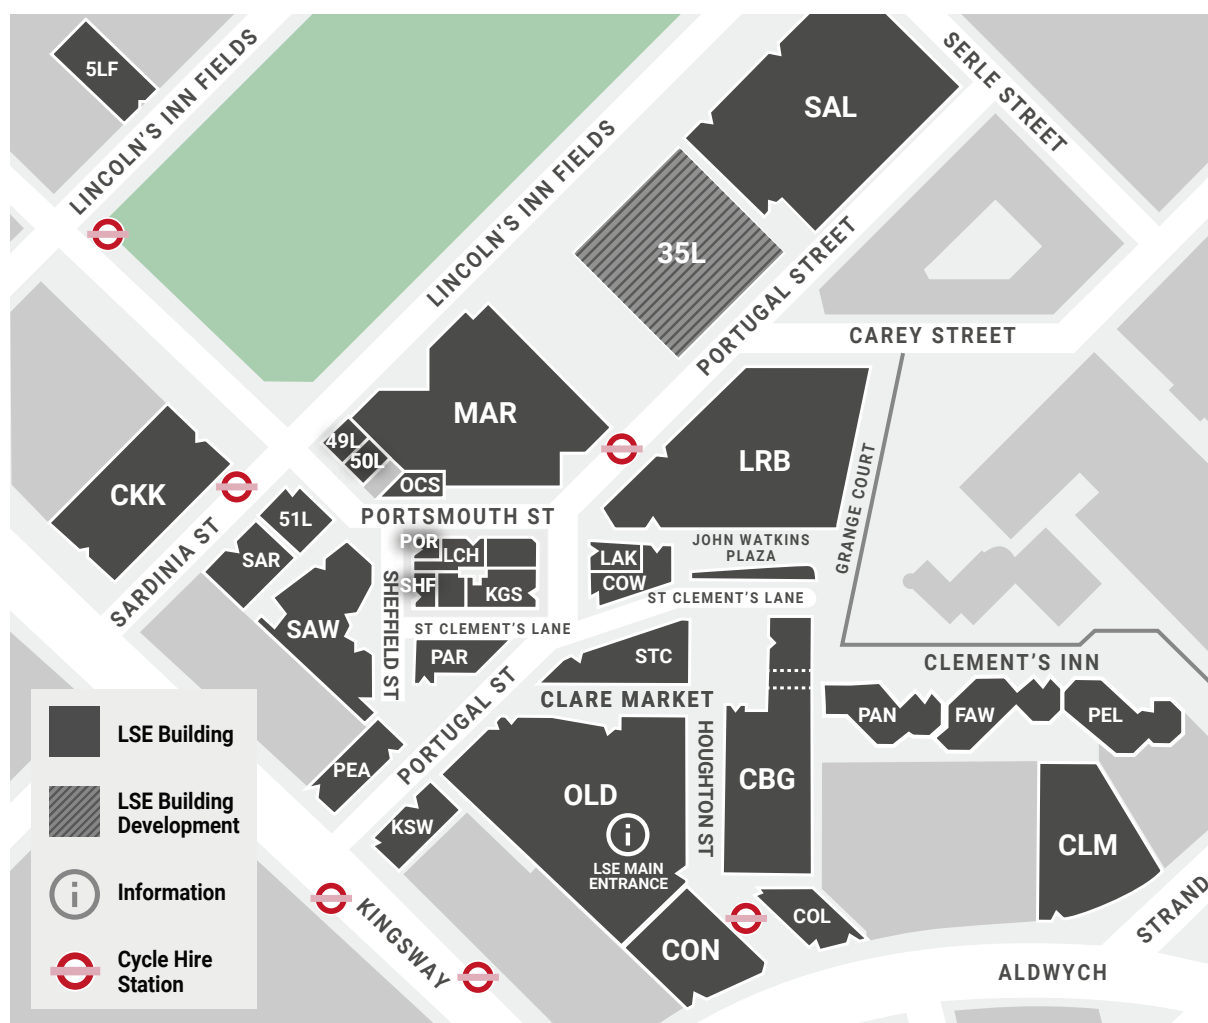 5LF
LINCOLN'S INN FIELDS
LINCOLN'S INN FIELDS
SAL
SERLE STREET
35L
PORTUGAL STREET
CAREY STREET
MAR
49L
50L
OCS
LRB
GRANGE COURT
CKK
SARDINIA ST
51L
SAR
SAW
PORTSMOUTH ST
POR
LCH
SHF
KGS
SHEFFIELD ST
LAK
COW
JOHN WATKINS
PLAZA
ST CLEMENT'S LANE
ST CLEMENT'S LANE
PAR
STC
CLARE MARKET
CLEMENT'S INN
PAN
FAW
PEL
PORTUGAL ST
PEA
KSW
OLD
LSE MAIN
ENTRANCE
HOUGHTON ST
CBG
CLM
COL
CON
KINGSWAY
STRAND
ALDWYCH
LSE Building
LSE Building
Development
Information
Cycle Hire
Station